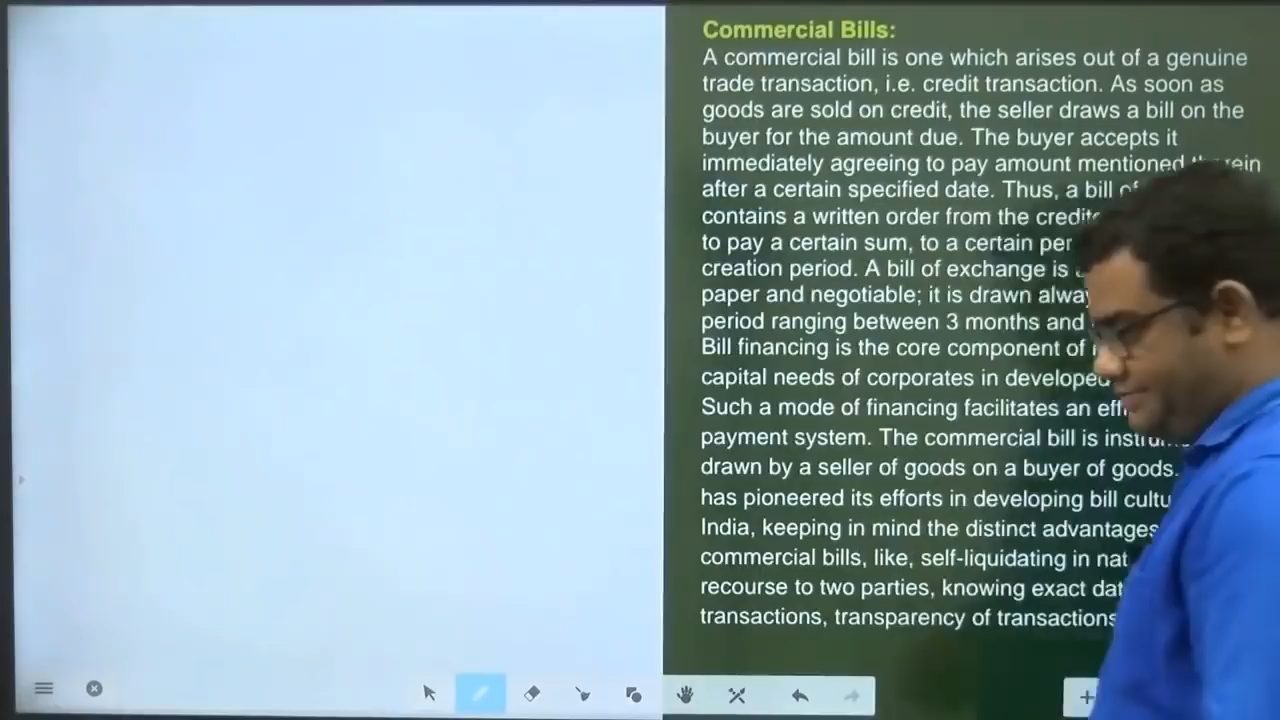 Commercial Bills:
A commercial bill is one which arises out of a genuine
trade transaction, i.e. credit transaction. As soon as
goods are sold on credit, the seller draws a bill on the
buyer for the amount due. The buyer accepts it
immediately agreeing to pay amount mentioned
after a certain specified date. Thus, a bill
contains a written order from the
to pay a certain sum, to a certain
creation period. A bill of exchange is
paper and negotiable; it is drawn
period ranging between 3 months and
Bill financing is the core component of
capital needs of corporates in
Such a mode of financing facilitates an
payment system. The commercial bill is
drawn by a seller of goods on a buyer of goods.
has pioneered its efforts in developing bill
India, keeping in mind the distinct advantages
commercial bills, like, self-liquidating in
recourse to two parties, knowing exact
transactions, transparency of transactions